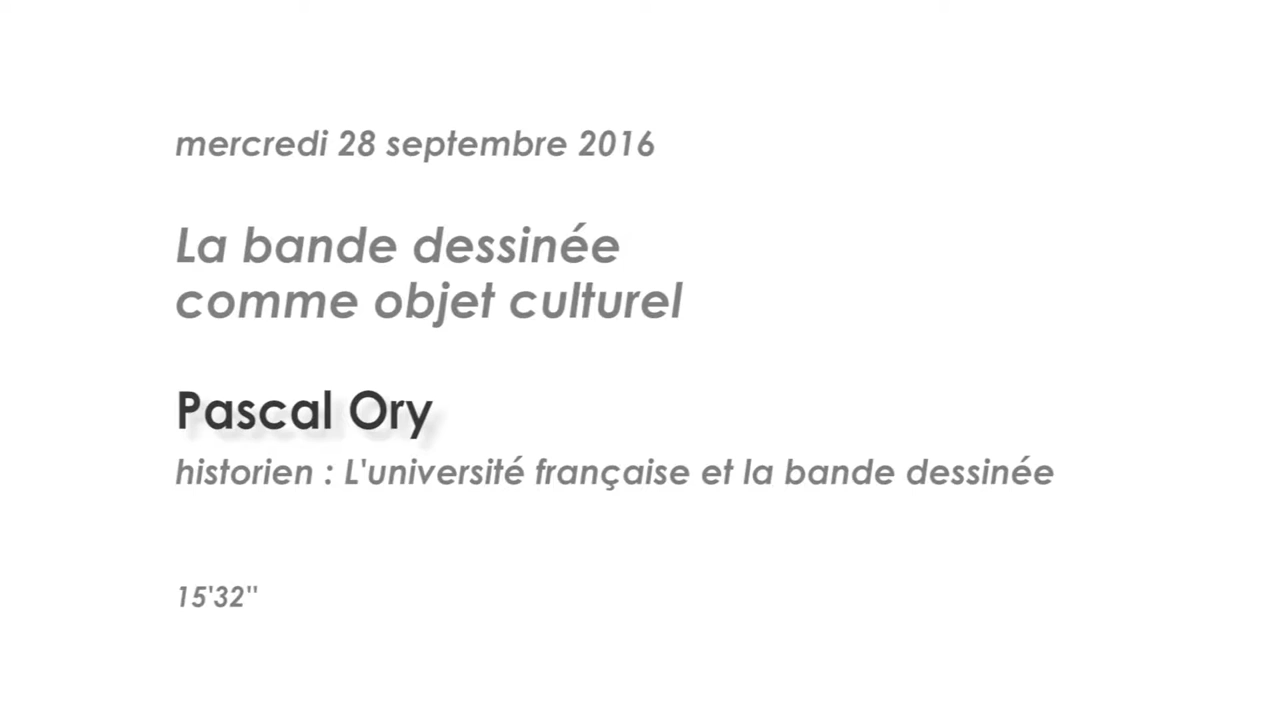 mercredi 28 septembre 2016
La bande dessinée
comme objet culturel
Pascal Ory
historien : L'université française et la bande dessinée
15'32"